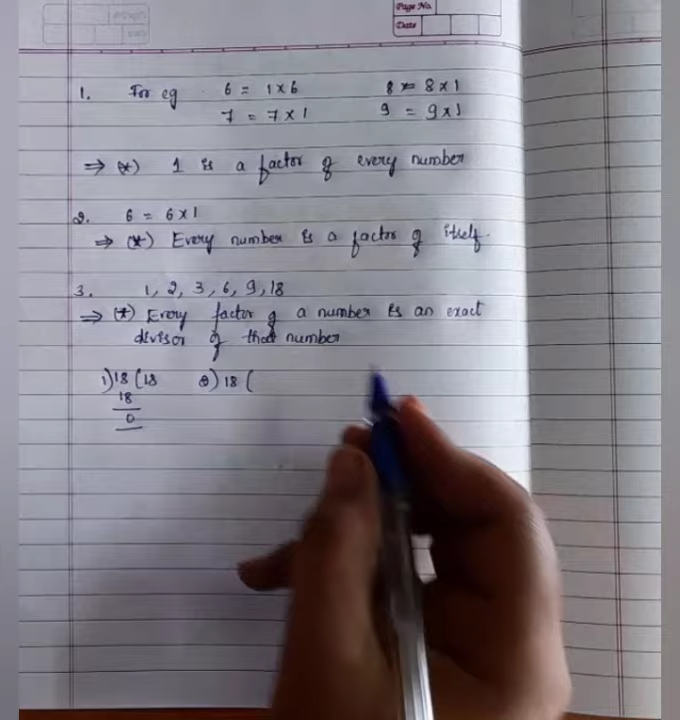 Page No.
Date
1. For eg 6 = 1 x 6 8 = 8 x 1
7 = 7 x 1 9 = 9 x 1
⇒ (*) 1 is a factor of every number
2. 6 = 6 x 1
⇒ (*) Every number is a factor of itself.
3. 1, 2, 3, 6, 9, 18
⇒ (*) Every factor of a number is an exact
divisor of that number
1) 18 ( 18 2) 18 (
18
0